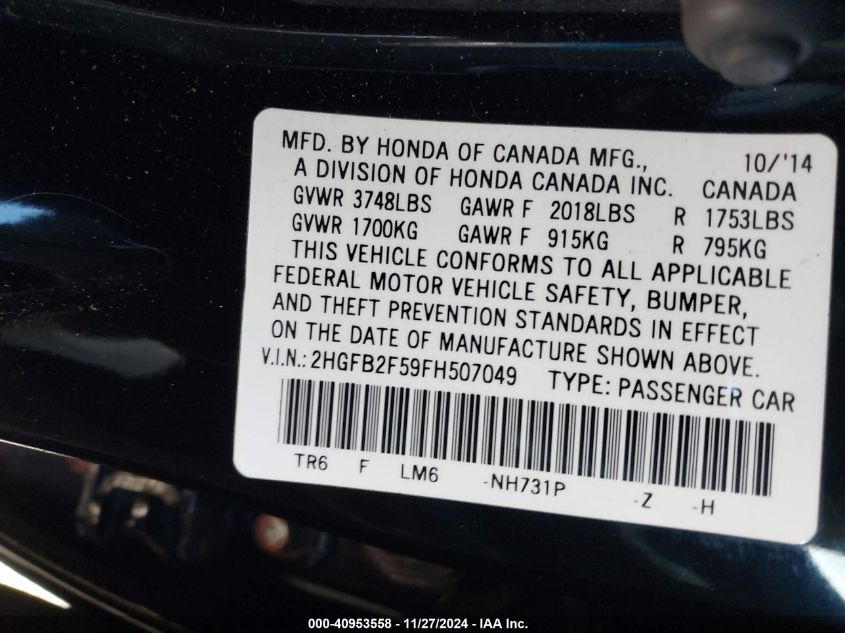 MFD. BY HONDA OF CANADA MFG., 10/'14
A DIVISION OF HONDA CANADA INC. CANADA
GVWR 3748LBS GAWR F 2018LBS R 1753LBS
GVWR 1700KG GAWR F 915KG R 795KG
THIS VEHICLE CONFORMS TO ALL APPLICABLE
FEDERAL MOTOR VEHICLE SAFETY, BUMPER,
AND THEFT PREVENTION STANDARDS IN EFFECT
ON THE DATE OF MANUFACTURE SHOWN ABOVE.
V.I.N.: 2HGFB2F59FH507049 TYPE: PASSENGER CAR
TR6 F LM6 -NH731P -Z -H
000-40953558 - 11/27/2024 - IAA Inc.